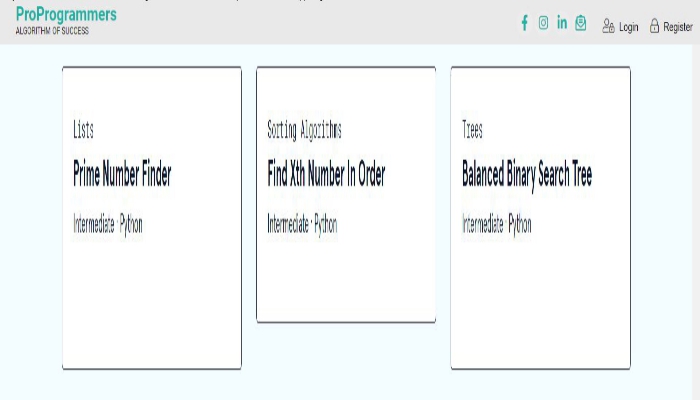 ProProgrammers
ALGORITHM OF SUCCESS
Login
Register
Lists
Prime Number Finder
Intermediate · Python
Sorting Algorithms
Find Xth Number In Order
Intermediate · Python
Trees
Balanced Binary Search Tree
Intermediate · Python